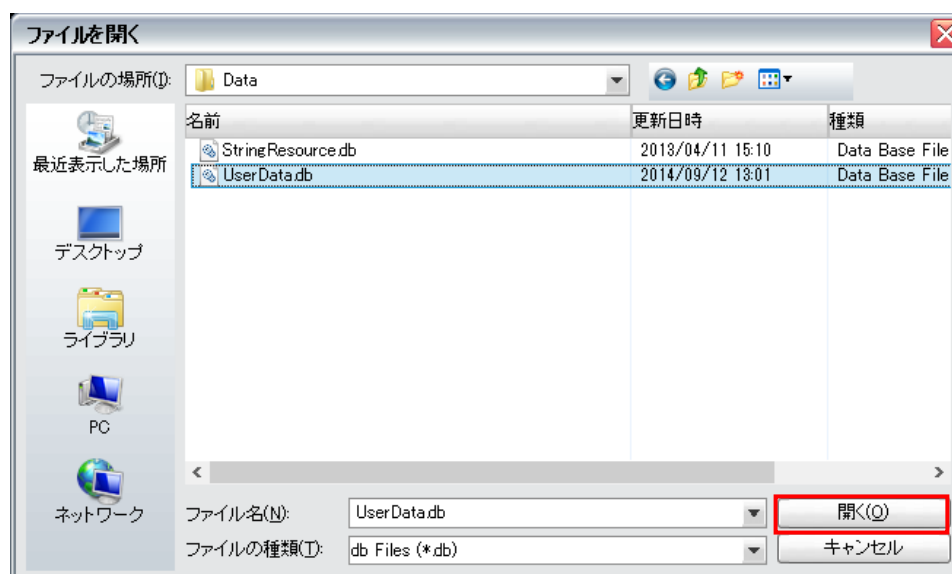 ファイルを開く
ファイルの場所(I):
Data
名前
更新日時
種類
StringResource.db
2013/04/11 15:10
Data Base File
UserData.db
2014/09/12 13:01
Data Base File
最近表示した場所
デスクトップ
ライブラリ
PC
ネットワーク
ファイル名(N):
UserData.db
開く(O)
ファイルの種類(T):
db Files (*.db)
キャンセル